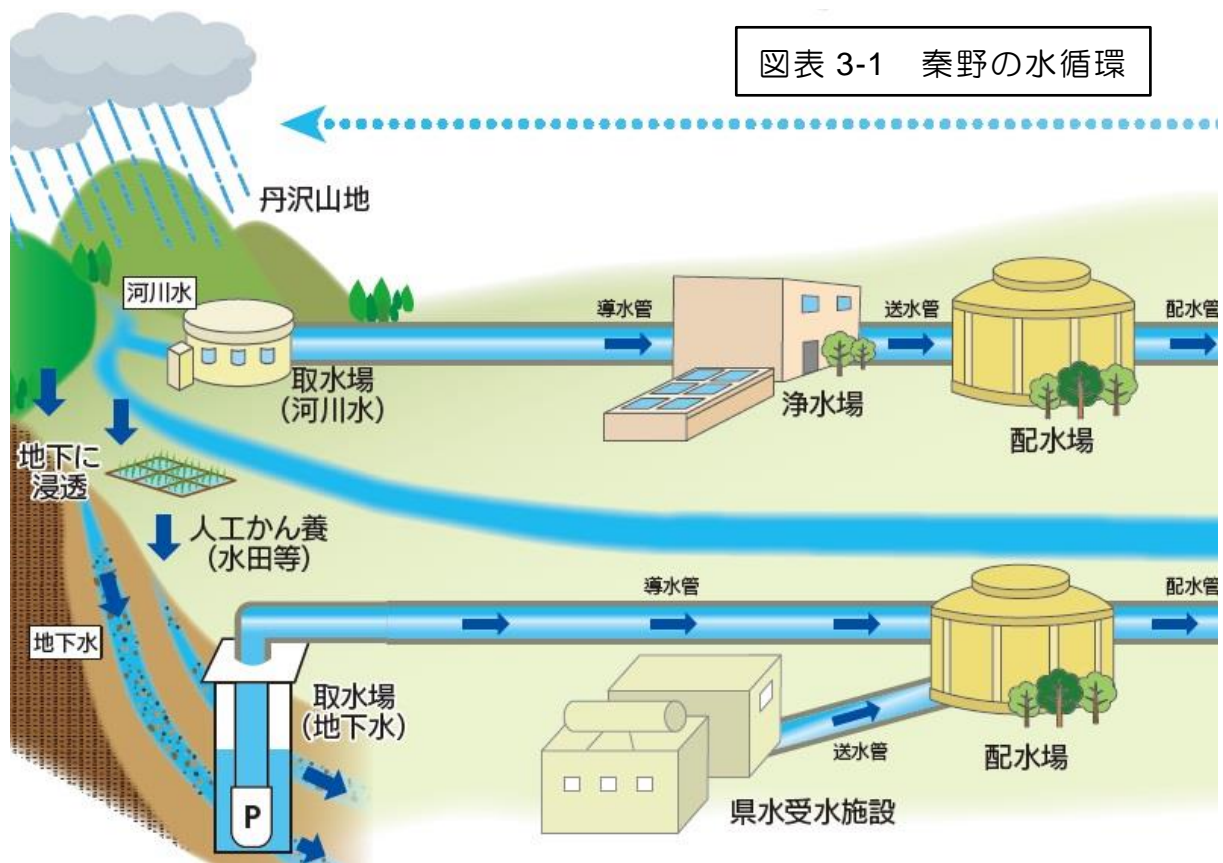 図表 3-1　秦野の水循環
丹沢山地
河川水
取水場
（河川水）
導水管
浄水場
送水管
配水場
配水管
地下に
浸透
人工かん養
（水田等）
地下水
取水場
（地下水）
P
導水管
県水受水施設
送水管
配水場
配水管